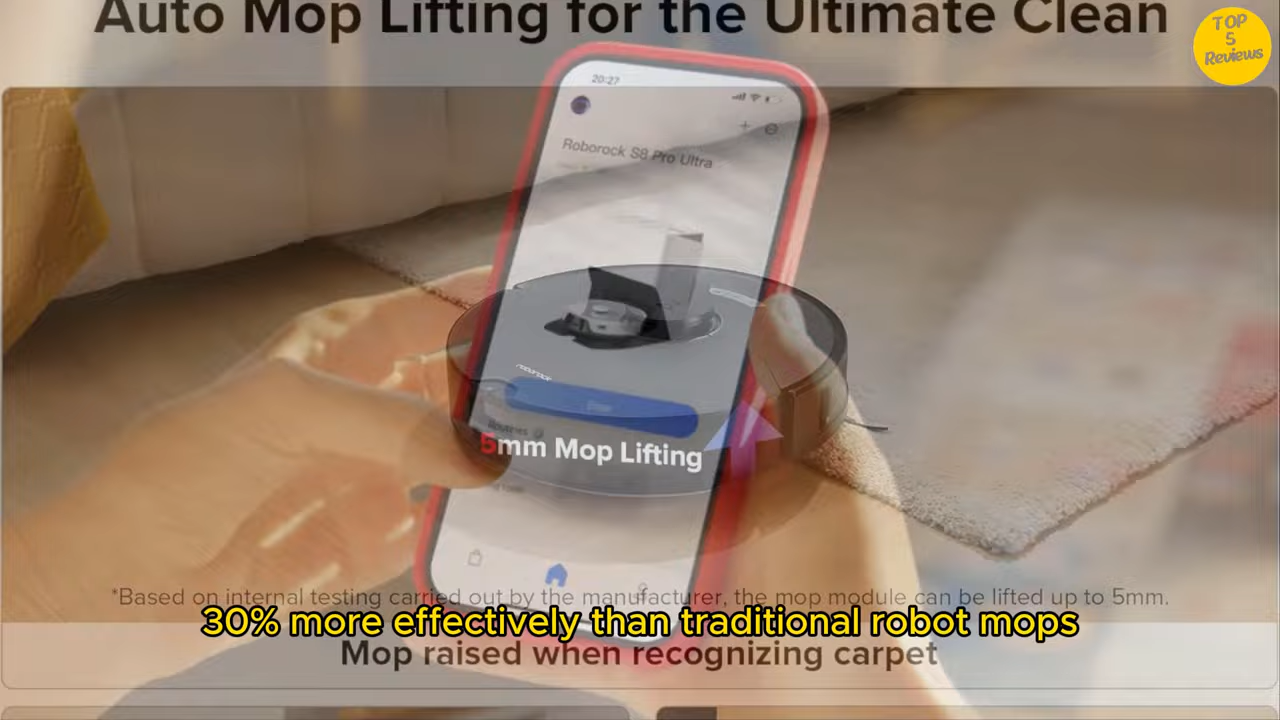 Auto Mop Lifting for the Ultimate Clean
TOP
5
Reviews
20:27
Roborock S8 Pro Ultra
roborock
Routines
5mm Mop Lifting
*Based on internal testing carried out by the manufacturer, the mop module can be lifted up to 5mm.
30% more effectively than traditional robot mops
Mop raised when recognizing carpet